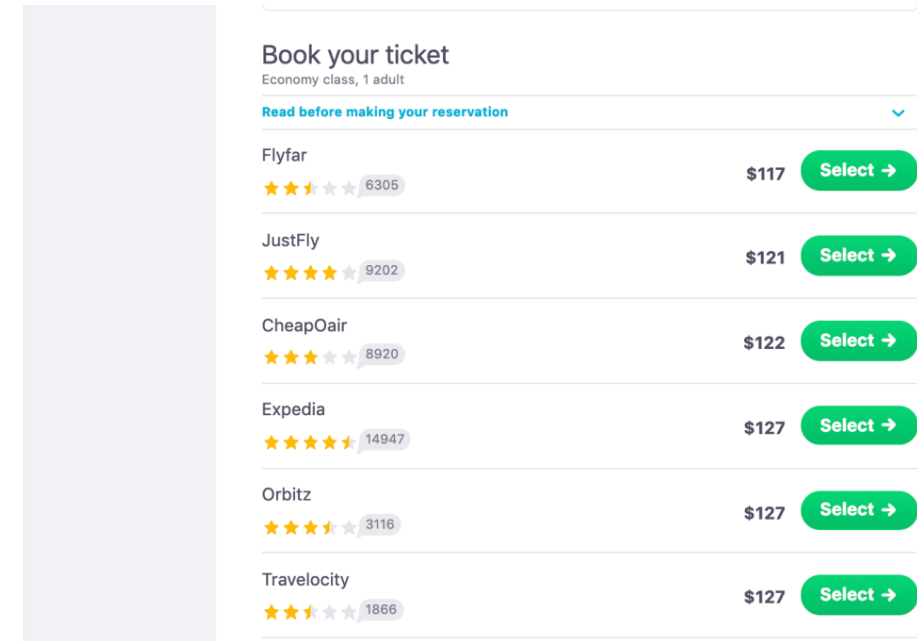 Book your ticket
Economy class, 1 adult
Read before making your reservation
Flyfar
6305
$117
Select →
JustFly
9202
$121
Select →
CheapOair
8920
$122
Select →
Expedia
14947
$127
Select →
Orbitz
3116
$127
Select →
Travelocity
1866
$127
Select →